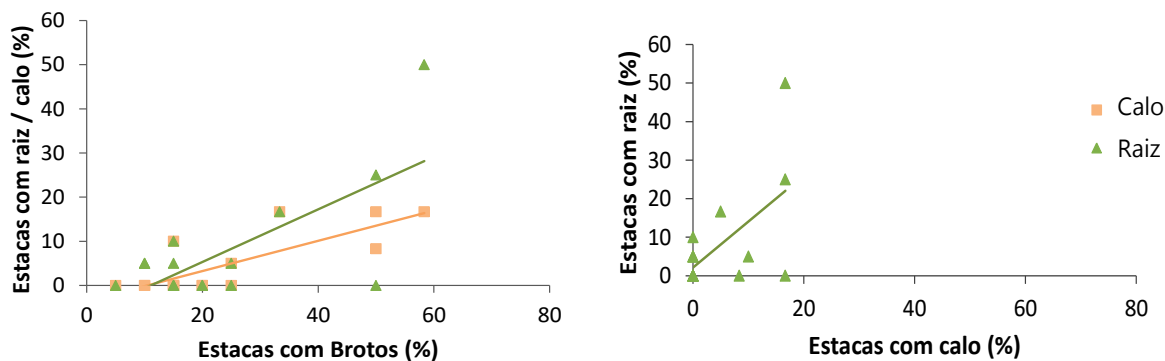 Estacas com raiz / calo (%)
60
50
40
30
20
10
0
0 20 40 60 80
Estacas com Brotos (%)
Estacas com raiz (%)
60
50
40
30
20
10
0
0 20 40 60 80
Estacas com calo (%)
Calo
Raiz